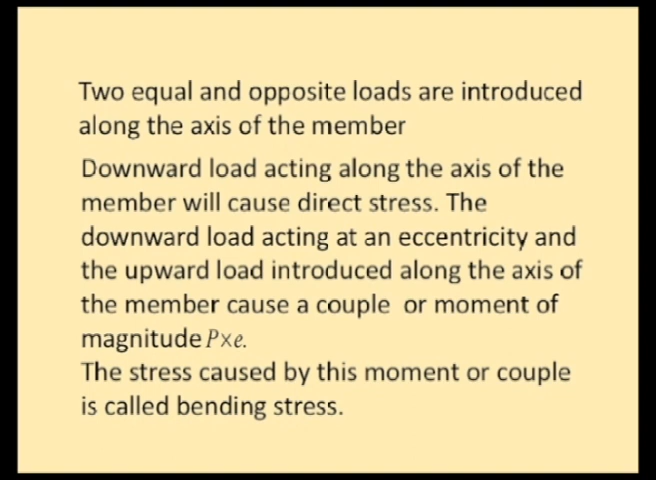 Two equal and opposite loads are introduced
along the axis of the member
Downward load acting along the axis of the
member will cause direct stress. The
downward load acting at an eccentricity and
the upward load introduced along the axis of
the member cause a couple or moment of
magnitude P×e.
The stress caused by this moment or couple
is called bending stress.